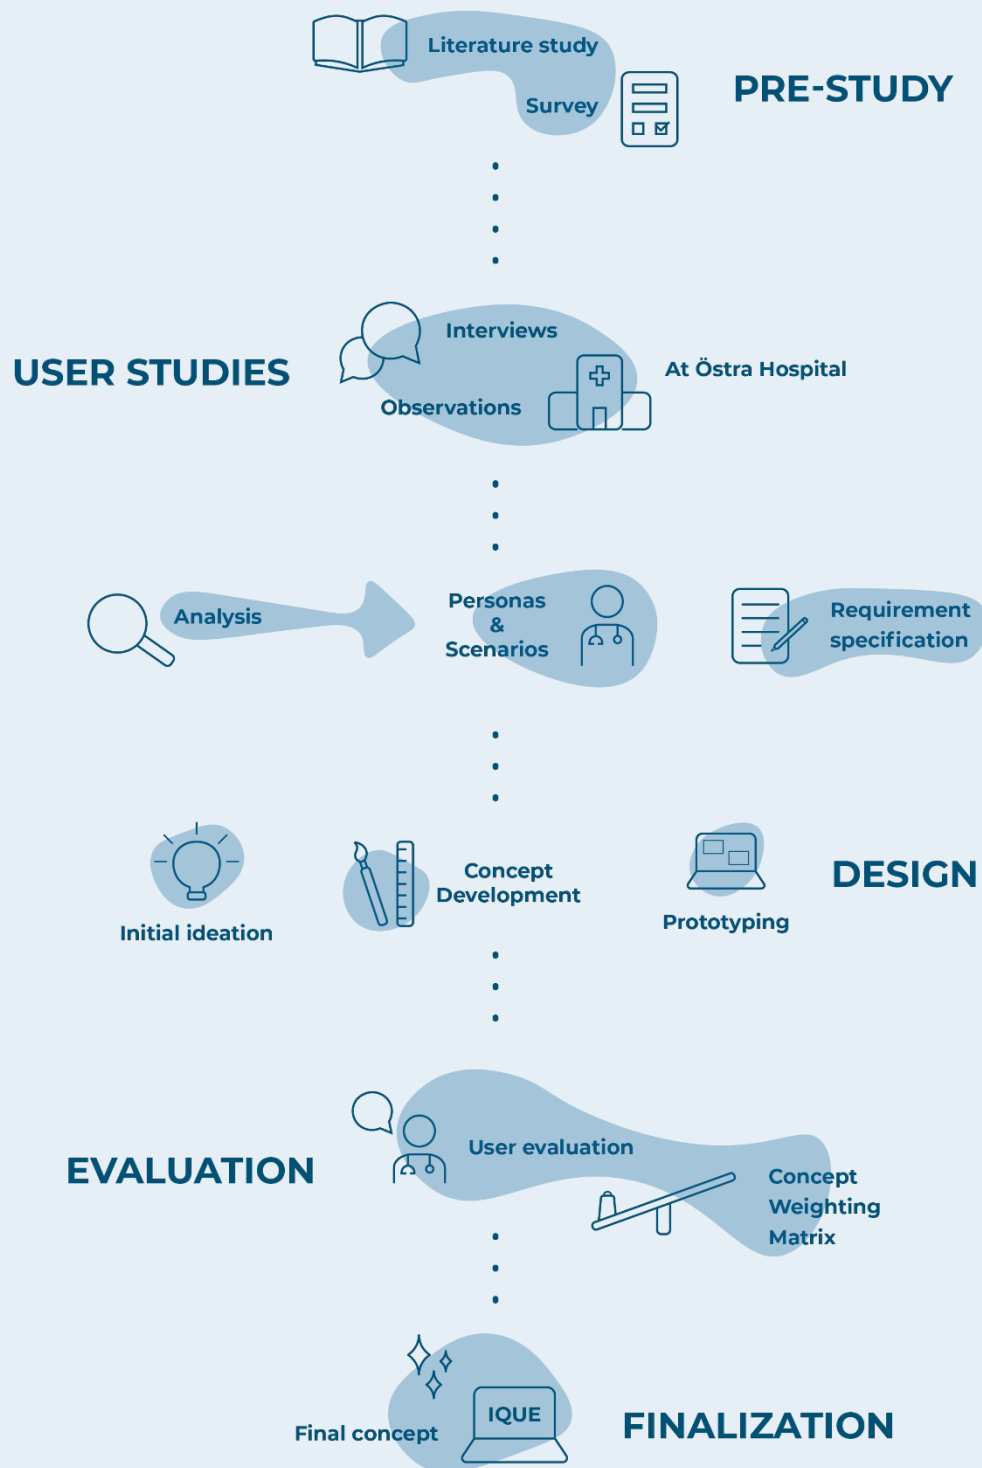 Literature study
PRE-STUDY
Survey
Interviews
USER STUDIES
At Östra Hospital
Observations
Analysis
Personas
&
Scenarios
Requirement
specification
Initial ideation
Concept
Development
Prototyping
DESIGN
EVALUATION
User evaluation
Concept
Weighting
Matrix
Final concept
IQUE
FINALIZATION